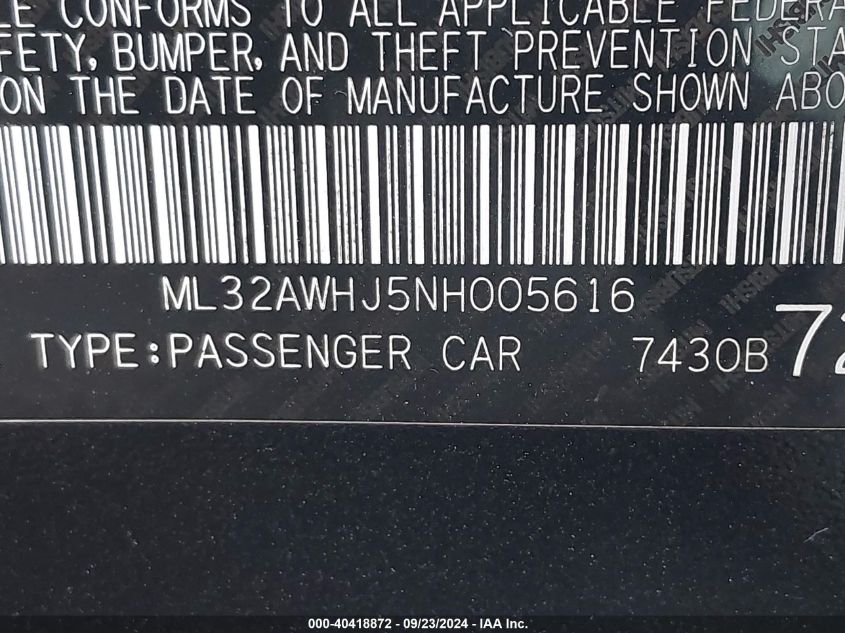 CONFORMS TO ALL APPLICABLE FEDERA
FETY, BUMPER, AND THEFT PREVENTION STA
ON THE DATE OF MANUFACTURE SHOWN ABO
ML32AWHJ5NH005616
TYPE:PASSENGER CAR 7430B 72
000-40418872 - 09/23/2024 - IAA Inc.